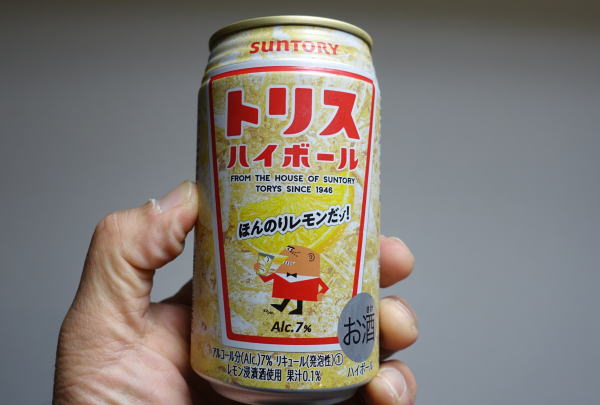 SUNTORY
トリス
ハイボール
FROM THE HOUSE OF SUNTORY
TORYS SINCE 1946
ほんのりレモンだッ!
Alc.7%
お酒
アルコール分(Alc.)7% リキュール(発泡性)①
レモン浸漬酒使用 果汁0.1%
ハイボール